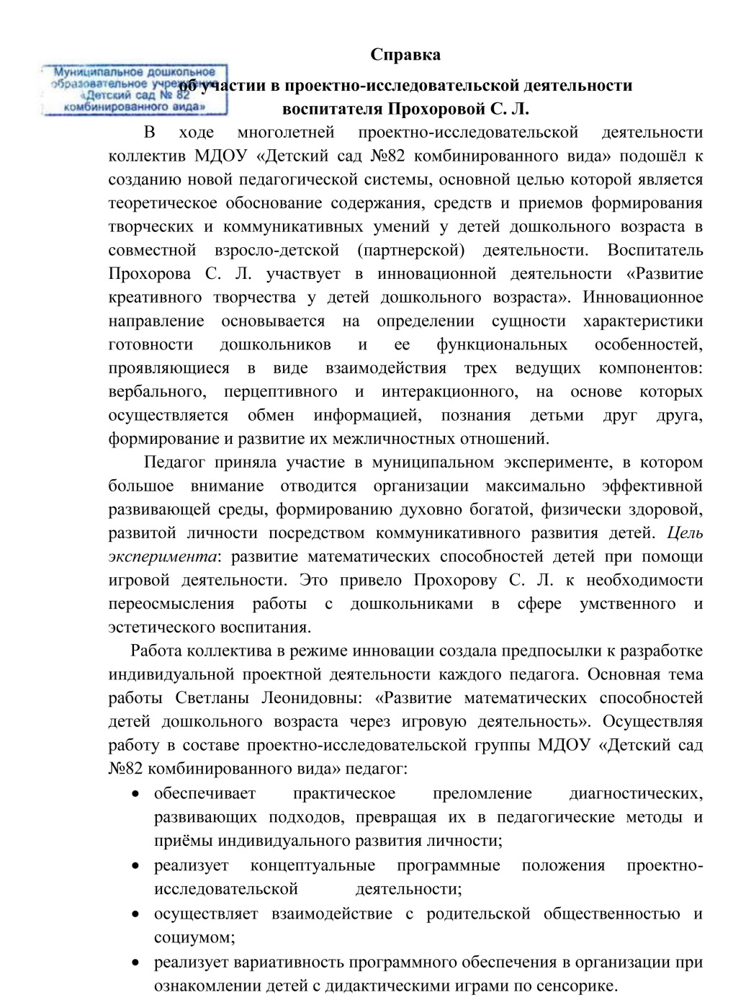 Справка
Муниципальное дошкольное
образовательное учреждение
«Детский сад № 82
комбинированного вида»
об участии в проектно-исследовательской деятельности
воспитателя Прохоровой С. Л.
В ходе многолетней проектно-исследовательской деятельности
коллектив МДОУ «Детский сад №82 комбинированного вида» подошёл к
созданию новой педагогической системы, основной целью которой является
теоретическое обоснование содержания, средств и приемов формирования
творческих и коммуникативных умений у детей дошкольного возраста в
совместной взросло-детской (партнерской) деятельности. Воспитатель
Прохорова С. Л. участвует в инновационной деятельности «Развитие
креативного творчества у детей дошкольного возраста». Инновационное
направление основывается на определении сущности характеристики
готовности дошкольников и ее функциональных особенностей,
проявляющиеся в виде взаимодействия трех ведущих компонентов:
вербального, перцептивного и интеракционного, на основе которых
осуществляется обмен информацией, познания детьми друг друга,
формирование и развитие их межличностных отношений.
Педагог приняла участие в муниципальном эксперименте, в котором
большое внимание отводится организации максимально эффективной
развивающей среды, формированию духовно богатой, физически здоровой,
развитой личности посредством коммуникативного развития детей. Цель
эксперимента: развитие математических способностей детей при помощи
игровой деятельности. Это привело Прохорову С. Л. к необходимости
переосмысления работы с дошкольниками в сфере умственного и
эстетического воспитания.
Работа коллектива в режиме инновации создала предпосылки к разработке
индивидуальной проектной деятельности каждого педагога. Основная тема
работы Светланы Леонидовны: «Развитие математических способностей
детей дошкольного возраста через игровую деятельность». Осуществляя
работу в составе проектно-исследовательской группы МДОУ «Детский сад
№82 комбинированного вида» педагог:
• обеспечивает практическое преломление диагностических,
развивающих подходов, превращая их в педагогические методы и
приёмы индивидуального развития личности;
• реализует концептуальные программные положения проектно-
исследовательской деятельности;
• осуществляет взаимодействие с родительской общественностью и
социумом;
• реализует вариативность программного обеспечения в организации при
ознакомлении детей с дидактическими играми по сенсорике.